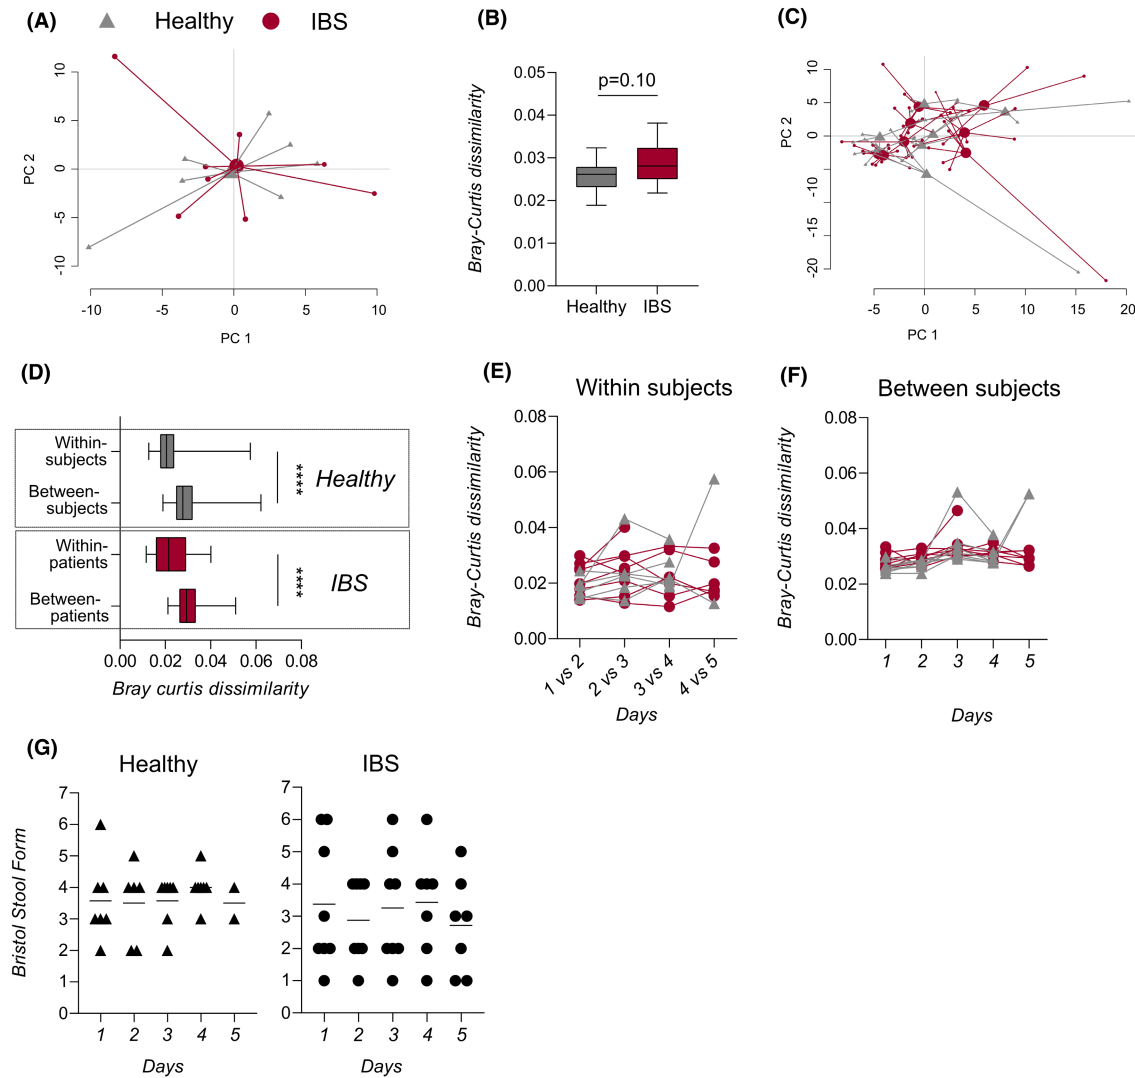 (A) Healthy IBS
10
5
0
-5
-10
PC 2
-10 -5 0 5 10
PC 1
(B)
p=0.10
0.05
0.04
0.03
0.02
0.01
0.00
Bray-Curtis dissimilarity
Healthy IBS
(C)
10
5
0
-5
-10
-15
-20
PC 2
-5 0 5 10 15 20
PC 1
(D)
Within-
subjects
Between-
subjects
****
Healthy
Within-
patients
Between-
patients
****
IBS
0.00 0.02 0.04 0.06 0.08
Bray curtis dissimilarity
(E)
Within subjects
0.08
0.06
0.04
0.02
0.00
Bray-Curtis dissimilarity
1 vs 2 2 vs 3 3 vs 4 4 vs 5
Days
(F)
Between subjects
0.08
0.06
0.04
0.02
0.00
Bray-Curtis dissimilarity
1 2 3 4 5
Days
(G)
Healthy
7
6
5
4
3
2
1
0
Bristol Stool Form
1 2 3 4 5
Days
IBS
7
6
5
4
3
2
1
0
1 2 3 4 5
Days